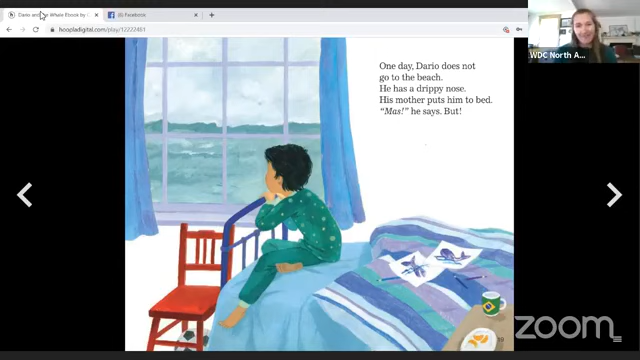 Dario and the Whale Ebook by
(6) Facebook
hoopladigital.com/play/12222481
WDC North A...
One day, Dario does not
go to the beach.
He has a drippy nose.
His mother puts him to bed.
“Mas!” he says. But!
zoom